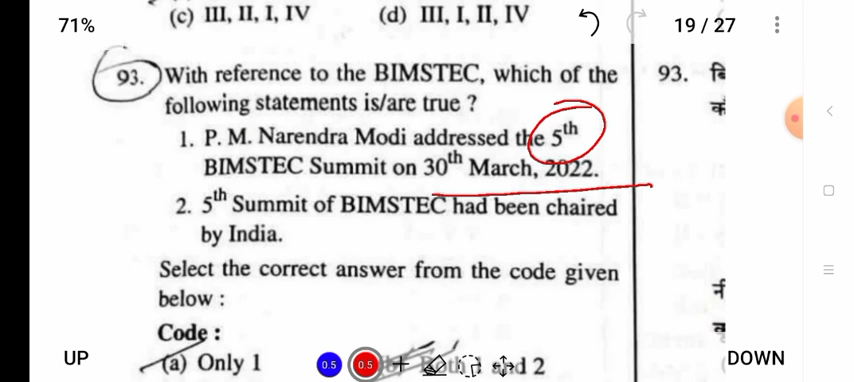 71%
(c) III, II, I, IV (d) III, I, II, IV
19 / 27
93. With reference to the BIMSTEC, which of the
following statements is/are true ?
1. P. M. Narendra Modi addressed the 5th
BIMSTEC Summit on 30th March, 2022.
2. 5th Summit of BIMSTEC had been chaired
by India.
Select the correct answer from the code given
below :
Code :
(a) Only 1
2
93.
UP
0.5
0.5
DOWN